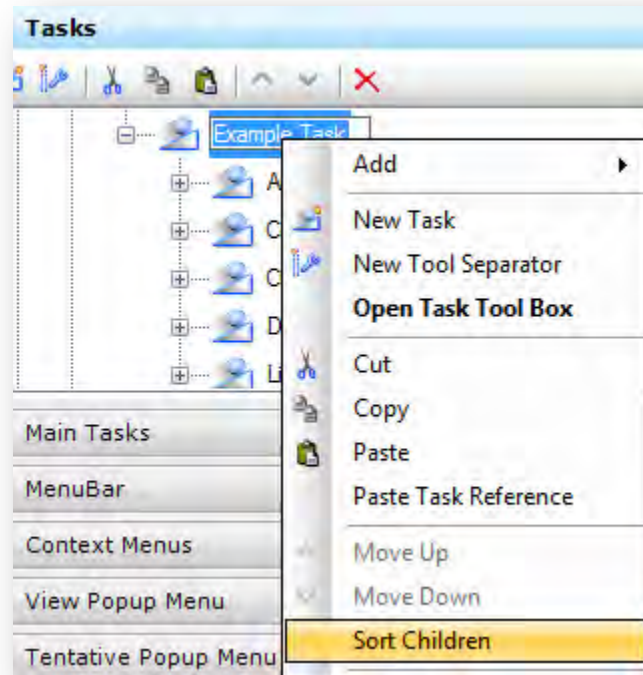 Tasks
Example Task
A
C
C
D
Li
Add
New Task
New Tool Separator
Open Task Tool Box
Cut
Copy
Paste
Paste Task Reference
Move Up
Move Down
Sort Children
Main Tasks
MenuBar
Context Menus
View Popup Menu
Tentative Popup Menu